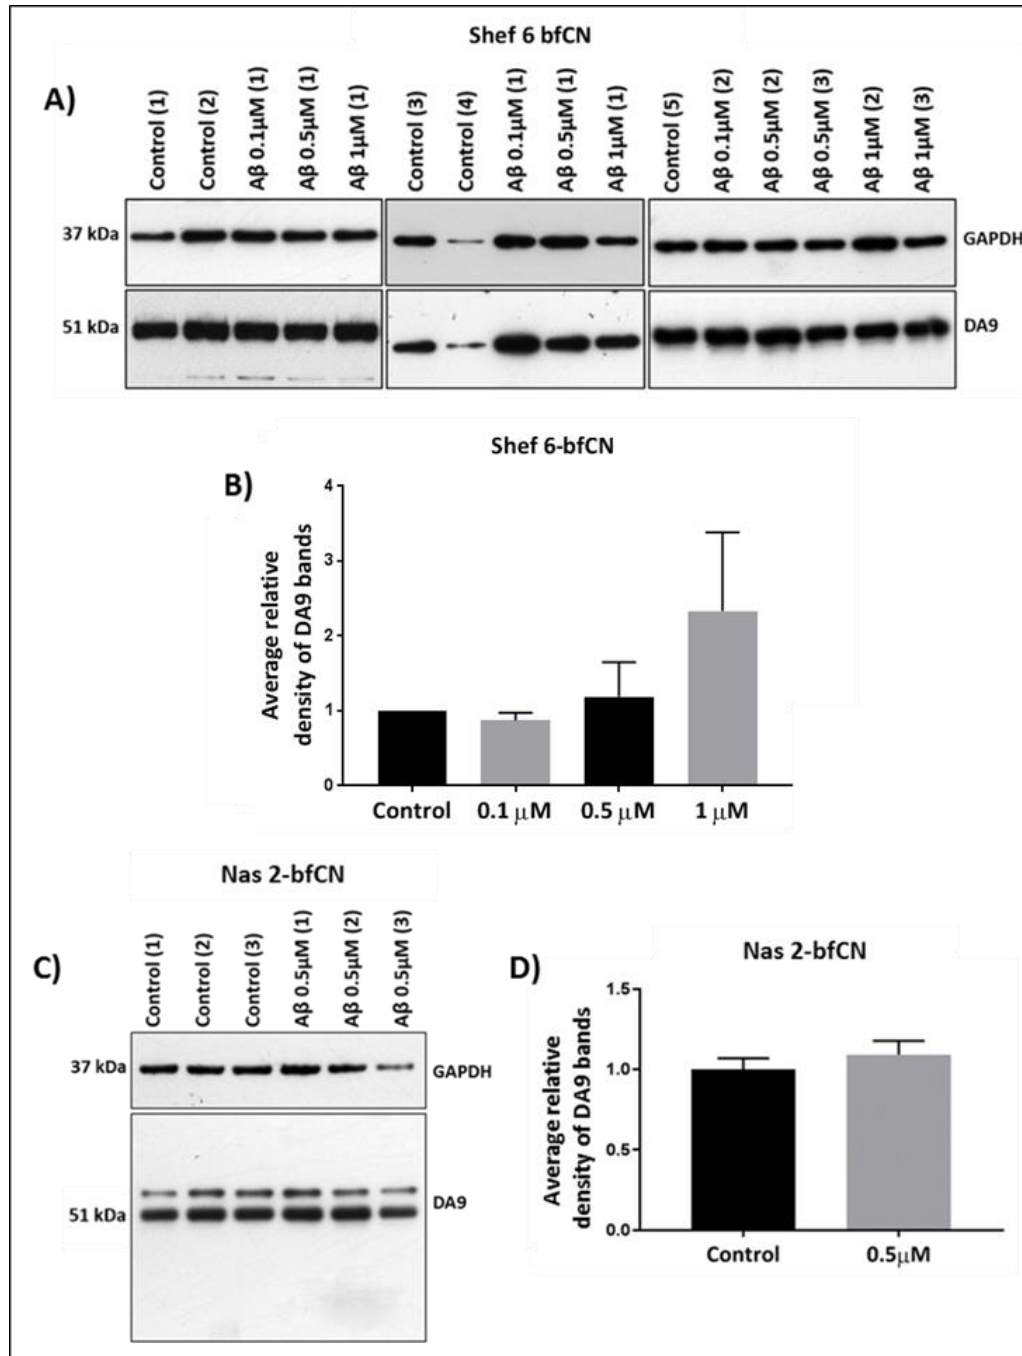 Shef 6 bfCN
A)
Control (1)
Control (2)
Aβ 0.1µM (1)
Aβ 0.5µM (1)
Aβ 1µM (1)
Control (3)
Control (4)
Aβ 0.1µM (1)
Aβ 0.5µM (1)
Aβ 1µM (1)
Control (5)
Aβ 0.1µM (2)
Aβ 0.5µM (2)
Aβ 0.5µM (3)
Aβ 1µM (2)
Aβ 1µM (3)
37 kDa
GAPDH
51 kDa
DA9
Shef 6-bfCN
B)
Average relative
density of DA9 bands
4
3
2
1
0
Control 0.1 µM 0.5 µM 1 µM
Nas 2-bfCN
C)
Control (1)
Control (2)
Control (3)
Aβ 0.5µM (1)
Aβ 0.5µM (2)
Aβ 0.5µM (3)
37 kDa
GAPDH
DA9
51 kDa
Nas 2-bfCN
D)
Average relative
density of DA9 bands
1.5
1.0
0.5
0.0
Control 0.5µM